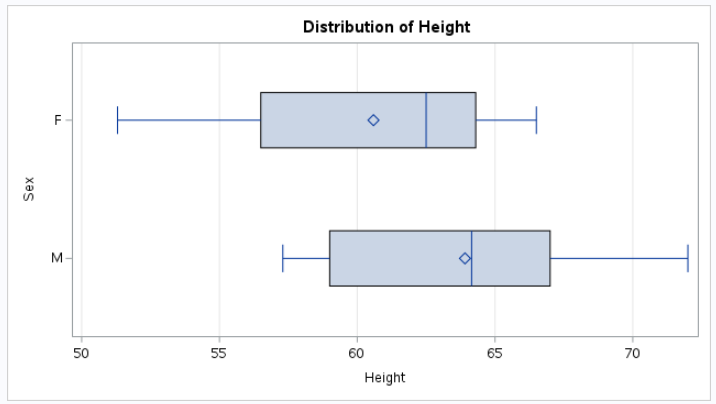 Distribution of Height
F
Sex
M
50 55 60 65 70
Height